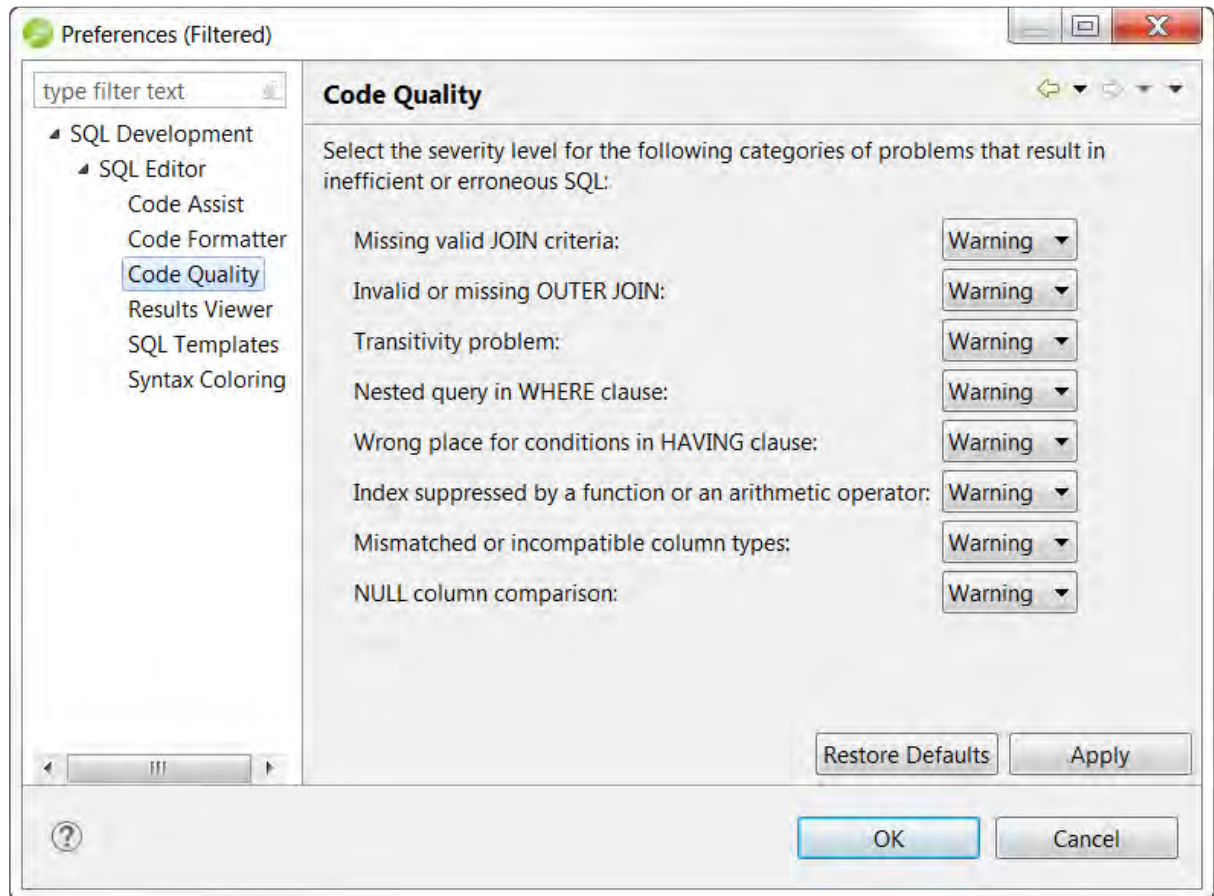 Preferences (Filtered)
type filter text
SQL Development
SQL Editor
Code Assist
Code Formatter
Code Quality
Results Viewer
SQL Templates
Syntax Coloring
Code Quality
Select the severity level for the following categories of problems that result in
inefficient or erroneous SQL:
Missing valid JOIN criteria: Warning
Invalid or missing OUTER JOIN: Warning
Transitivity problem: Warning
Nested query in WHERE clause: Warning
Wrong place for conditions in HAVING clause: Warning
Index suppressed by a function or an arithmetic operator: Warning
Mismatched or incompatible column types: Warning
NULL column comparison: Warning
Restore Defaults Apply
OK Cancel